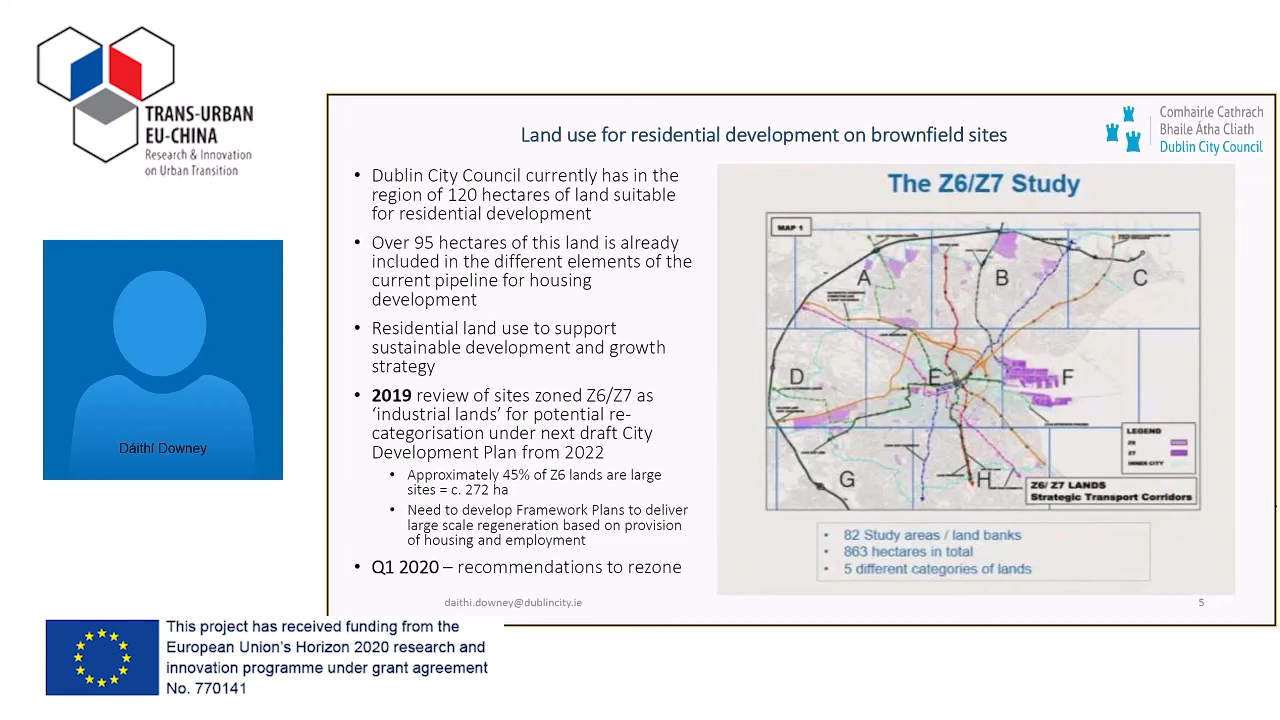 TRANS-URBAN
EU-CHINA
Research & Innovation
on Urban Transition
Dáithí Downey
Land use for residential development on brownfield sites
Comhairle Cathrach
Bhaile Átha Cliath
Dublin City Council
• Dublin City Council currently has in the
region of 120 hectares of land suitable
for residential development
• Over 95 hectares of this land is already
included in the different elements of the
current pipeline for housing
development
• Residential land use to support
sustainable development and growth
strategy
• 2019 review of sites zoned Z6/Z7 as
‘industrial lands’ for potential re-
categorisation under next draft City
Development Plan from 2022
• Approximately 45% of Z6 lands are large
sites = c. 272 ha
• Need to develop Framework Plans to deliver
large scale regeneration based on provision
of housing and employment
• Q1 2020 – recommendations to rezone
The Z6/Z7 Study
MAP 1
A
B
C
D
E
F
G
H
LEGEND
Z6
Z7
INNER CITY
Z6/ Z7 LANDS
Strategic Transport Corridors
• 82 Study areas / land banks
• 863 hectares in total
• 5 different categories of lands
daithi.downey@dublincity.ie
5
This project has received funding from the
European Union's Horizon 2020 research and
innovation programme under grant agreement
No. 770141